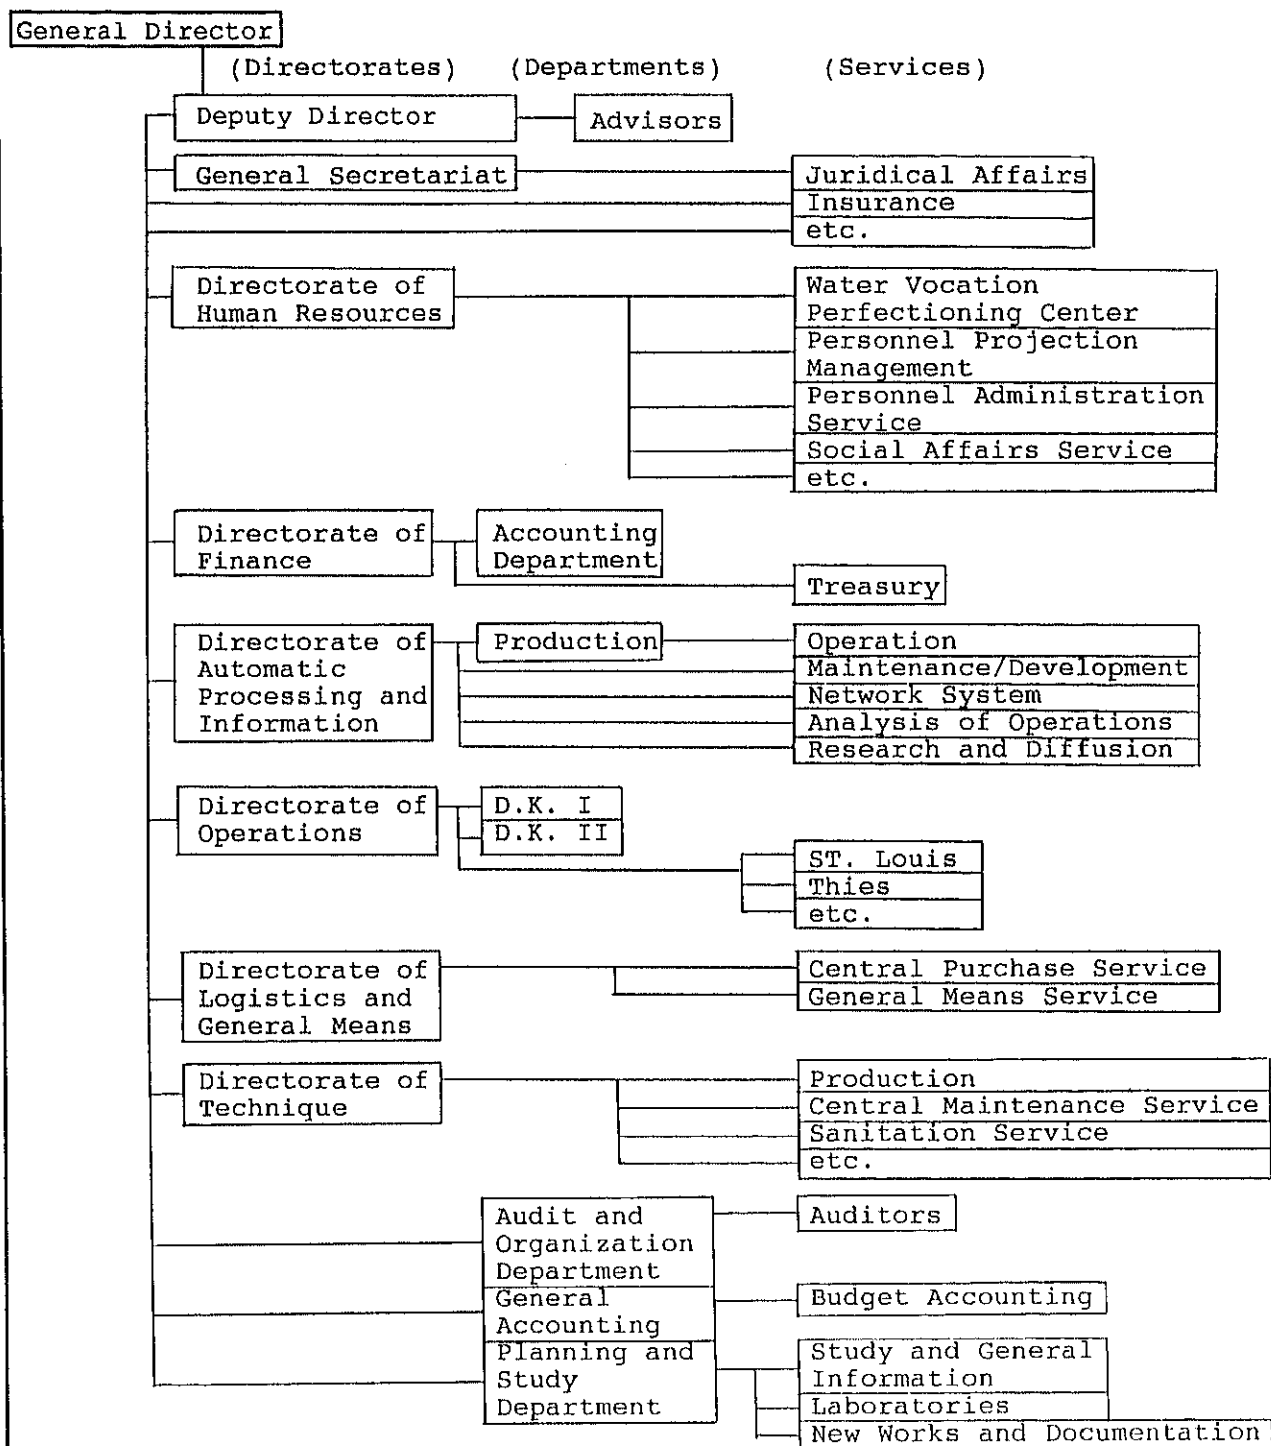 General Director
(Directorates) (Departments) (Services)
Deputy Director
Advisors
General Secretariat
Juridical Affairs
Insurance
etc.
Directorate of
Human Resources
Water Vocation
Perfectioning Center
Personnel Projection
Management
Personnel Administration
Service
Social Affairs Service
etc.
Directorate of
Finance
Accounting
Department
Treasury
Directorate of
Automatic
Processing and
Information
Production
Operation
Maintenance/Development
Network System
Analysis of Operations
Research and Diffusion
Directorate of
Operations
D.K. I
D.K. II
ST. Louis
Thies
etc.
Directorate of
Logistics and
General Means
Central Purchase Service
General Means Service
Directorate of
Technique
Production
Central Maintenance Service
Sanitation Service
etc.
Audit and
Organization
Department
Auditors
General
Accounting
Budget Accounting
Planning and
Study
Department
Study and General
Information
Laboratories
New Works and Documentation